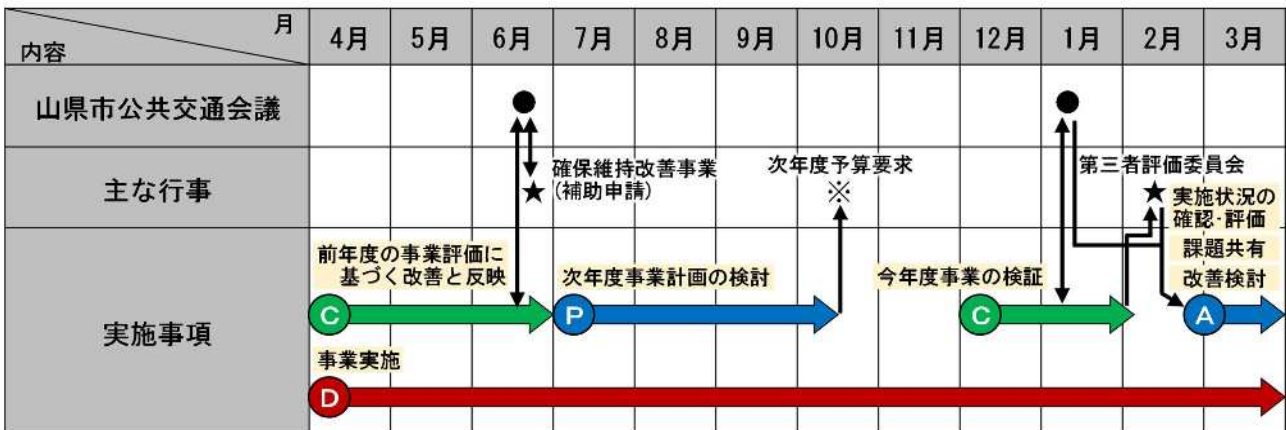 月
内容
4月 5月 6月 7月 8月 9月 10月 11月 12月 1月 2月 3月
山県市公共交通会議
●
●
主な行事
★
確保維持改善事業
(補助申請)
次年度予算要求
※
第三者評価委員会
★
実施状況の
確認・評価
課題共有
改善検討
実施事項
前年度の事業評価に
基づく改善と反映
C
次年度事業計画の検討
P
今年度事業の検証
C
A
事業実施
D